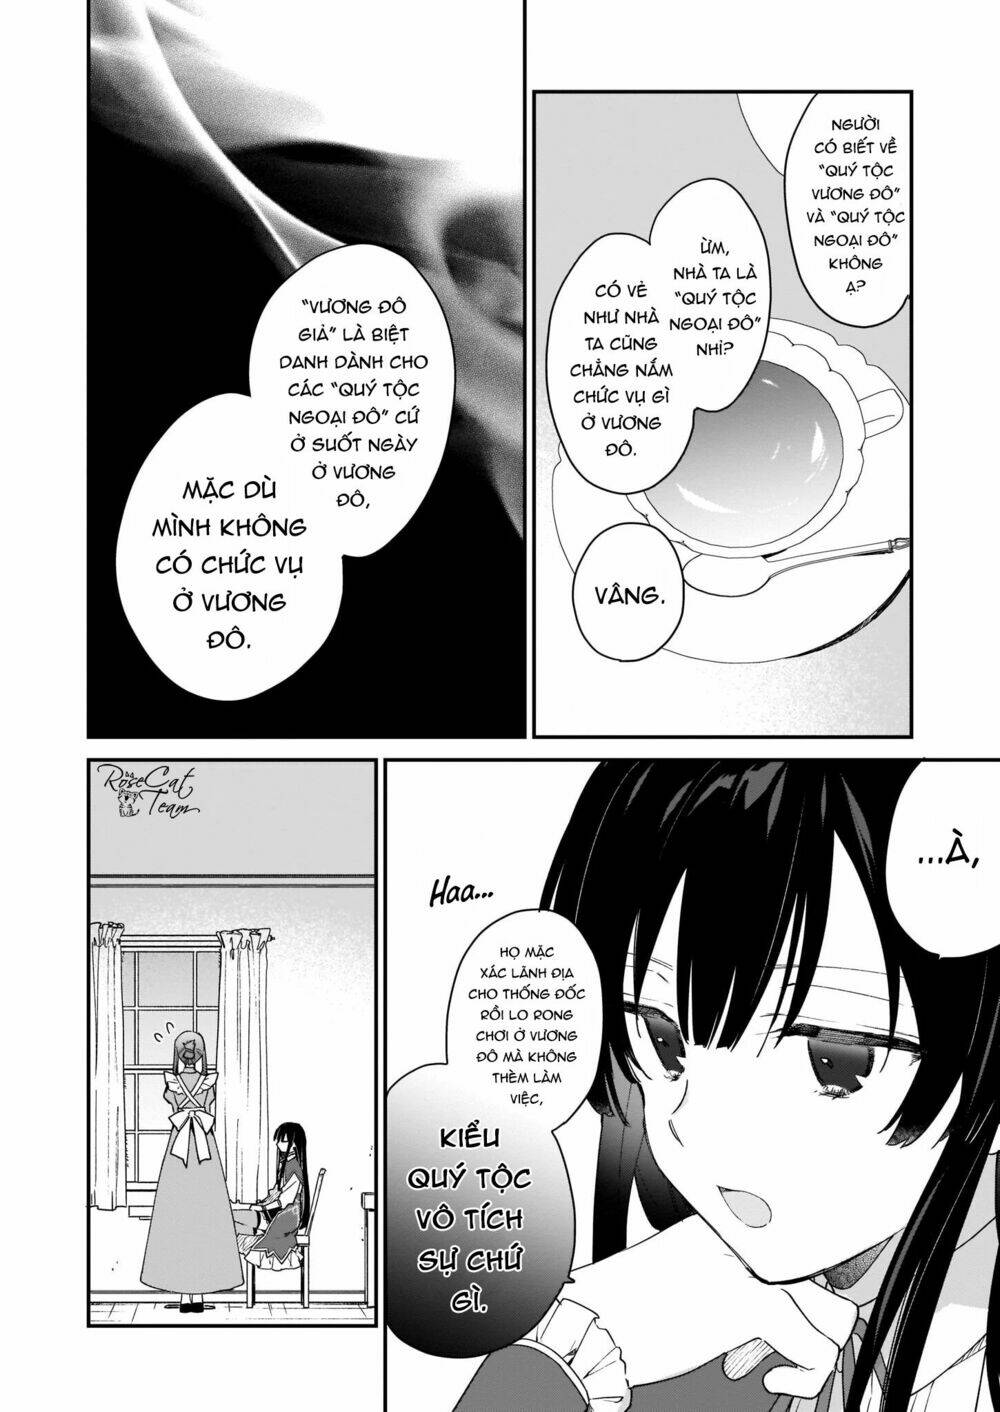 NGƯỜI
CÓ BIẾT VỀ
"QUÝ TỘC
VƯƠNG ĐÔ"
VÀ "QUÝ TỘC
NGOẠI ĐÔ"
KHÔNG
Ạ?
ỪM,
NHÀ TA LÀ
"QUÝ TỘC
NGOẠI ĐÔ"
NHỈ?
CÓ VẺ
NHƯ NHÀ
TA CŨNG
CHẲNG NẮM
CHỨC VỤ GÌ
Ở VƯƠNG
ĐÔ.
VÂNG.
"VƯƠNG ĐÔ
GIẢ" LÀ BIỆT
DANH DÀNH CHO
CÁC "QUÝ TỘC
NGOẠI ĐÔ" CỨ
Ở SUỐT NGÀY
Ở VƯƠNG
ĐÔ,
MẶC DÙ
MÌNH KHÔNG
CÓ CHỨC VỤ
Ở VƯƠNG
ĐÔ.
...À,
Haa...
HỌ MẶC
XÁC LÃNH ĐỊA
CHO THỐNG ĐỐC
RỒI LO RONG
CHƠI Ở VƯƠNG
ĐÔ MÀ KHÔNG
THÈM LÀM
VIỆC,
KIỂU
QUÝ TỘC
VÔ TÍCH
SỰ CHỨ
GÌ.
RoseCat
Team